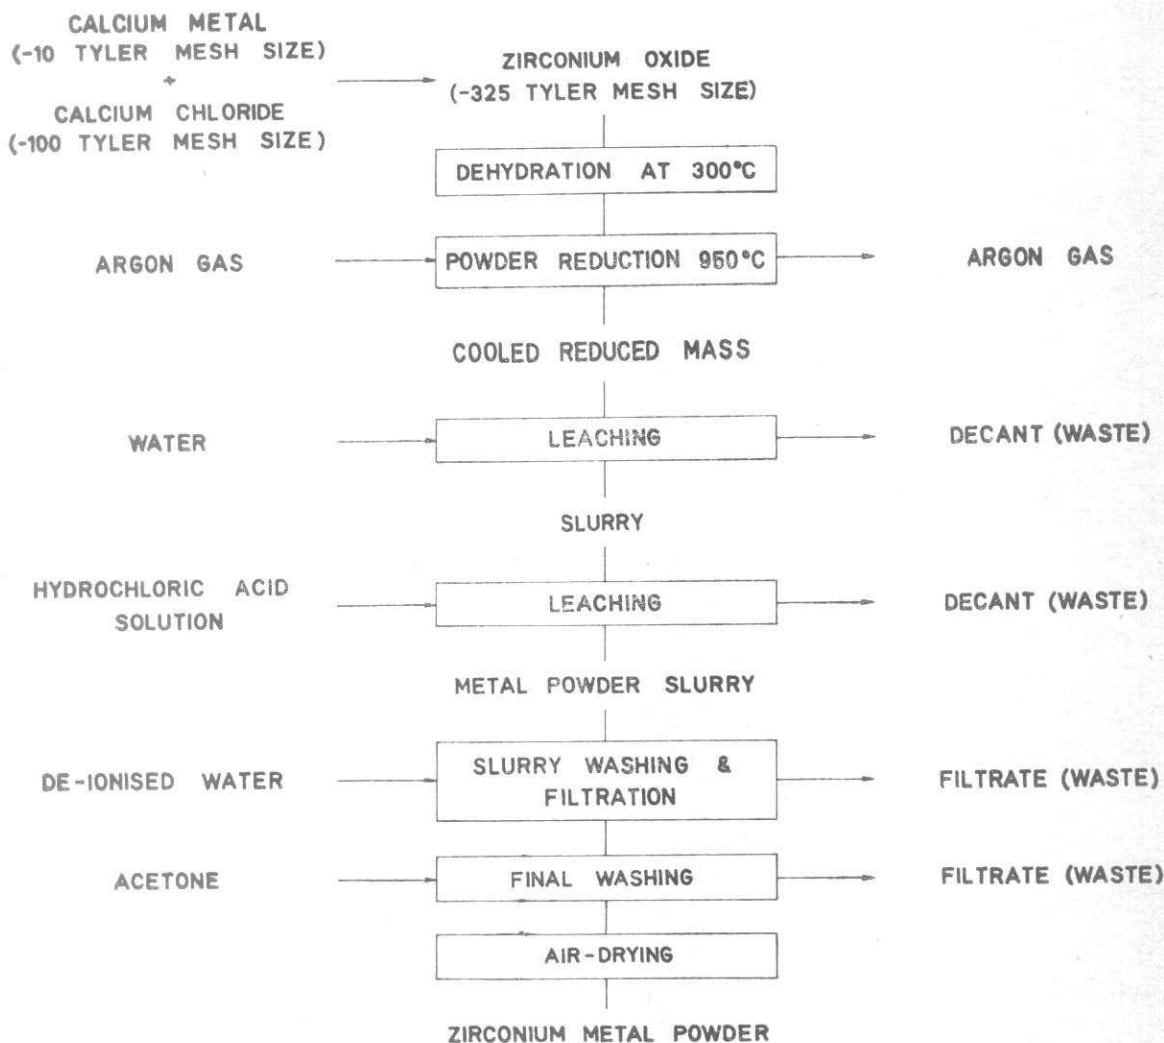 CALCIUM METAL
(-10 TYLER MESH SIZE)
+
CALCIUM CHLORIDE
(-100 TYLER MESH SIZE)
ZIRCONIUM OXIDE
(-325 TYLER MESH SIZE)
DEHYDRATION AT 300°C
ARGON GAS
POWDER REDUCTION 950°C
ARGON GAS
COOLED REDUCED MASS
WATER
LEACHING
DECANT (WASTE)
SLURRY
HYDROCHLORIC ACID
SOLUTION
LEACHING
DECANT (WASTE)
METAL POWDER SLURRY
DE-IONISED WATER
SLURRY WASHING &
FILTRATION
FILTRATE (WASTE)
ACETONE
FINAL WASHING
FILTRATE (WASTE)
AIR-DRYING
ZIRCONIUM METAL POWDER